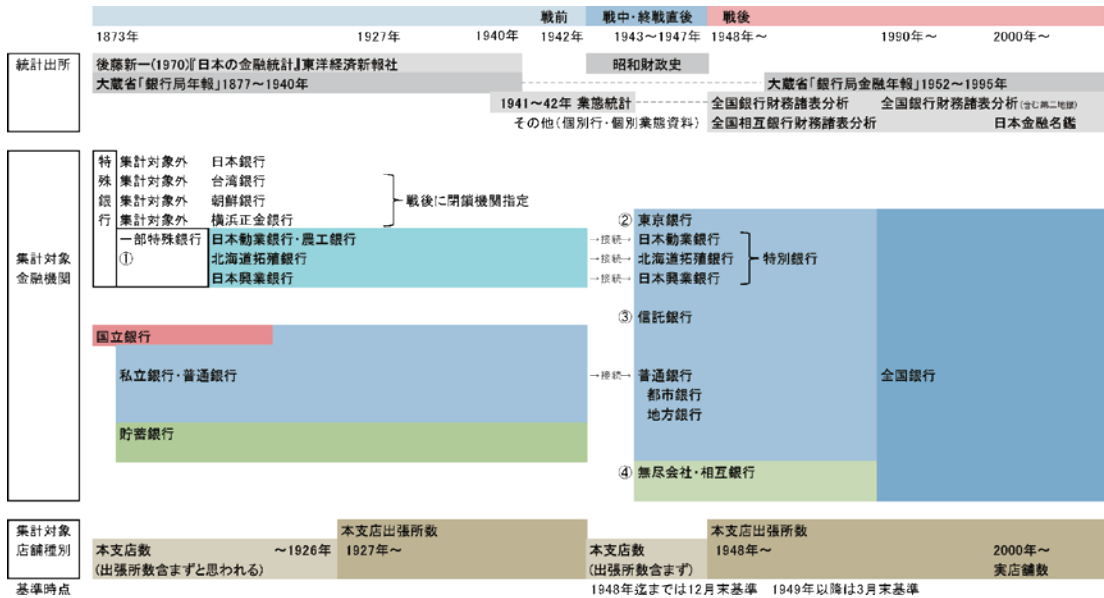 戦前 戦中・終戦直後 戦後
1873年 1927年 1940年 1942年 1943～1947年 1948年～ 1990年～ 2000年～
統計出所
後藤新一(1970)『日本の金融統計』東洋経済新報社 昭和財政史
大蔵省「銀行局年報」1877～1940年 大蔵省「銀行局金融年報」1952～1995年
1941～42年 業態統計 全国銀行財務諸表分析 全国銀行財務諸表分析(含む第二地銀)
その他(個別行・個別業態資料) 全国相互銀行財務諸表分析 日本金融名鑑
集計対象
金融機関
特殊銀行
集計対象外 日本銀行
集計対象外 台湾銀行
集計対象外 朝鮮銀行
集計対象外 横浜正金銀行
戦後に閉鎖機関指定
一部特殊銀行
①
日本勧業銀行・農工銀行
北海道拓殖銀行
日本興業銀行
② 東京銀行
→接続→ 日本勧業銀行
→接続→ 北海道拓殖銀行
→接続→ 日本興業銀行
特別銀行
③ 信託銀行
国立銀行
私立銀行・普通銀行 →接続→ 普通銀行 全国銀行
都市銀行
地方銀行
貯蓄銀行
④ 無尽会社・相互銀行
集計対象
店舗種別
本支店出張所数 本支店出張所数
本支店数 ～1926年 1927年～ 本支店数 1948年～ 2000年～
(出張所数含まずと思われる) (出張所数含まず) 実店舗数
基準時点 1948年迄までは12月末基準 1949年以降は3月末基準